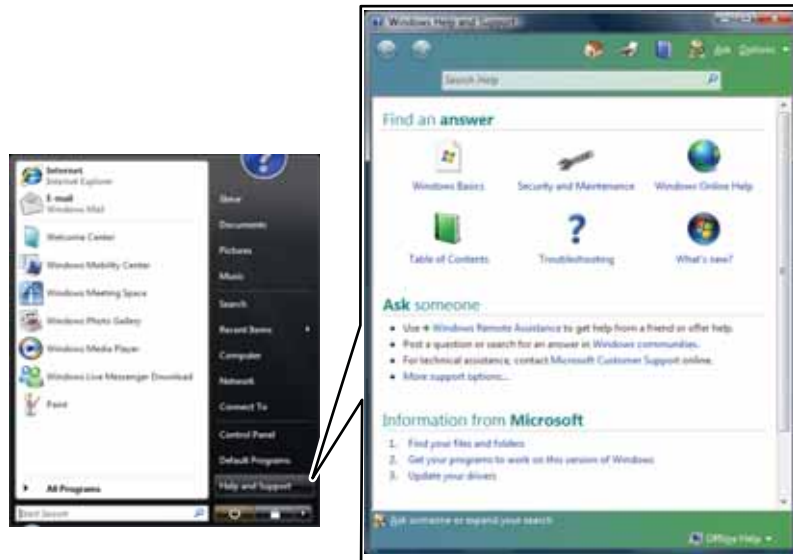 Internet
Internet Explorer
E-mail
Windows Mail
Welcome Center
Windows Mobility Center
Windows Meeting Space
Windows Photo Gallery
Windows Media Player
Windows Live Messenger Download
Paint
All Programs
Start Search
Documents
Pictures
Music
Search
Recent Items
Computer
Network
Connect To
Control Panel
Default Programs
Help and Support
Windows Help and Support
Ask Options
Search Help
Find an answer
Windows Basics Security and Maintenance Windows Online Help
Table of Contents Troubleshooting What's new?
Ask someone
• Use Windows Remote Assistance to get help from a friend or offer help.
• Post a question or search for an answer in Windows communities.
• For technical assistance, contact Microsoft Customer Support online.
• More support options...
Information from Microsoft
1. Find your files and folders
2. Get your programs to work on this version of Windows
3. Update your drivers
Ask someone or expand your search
Offline Help